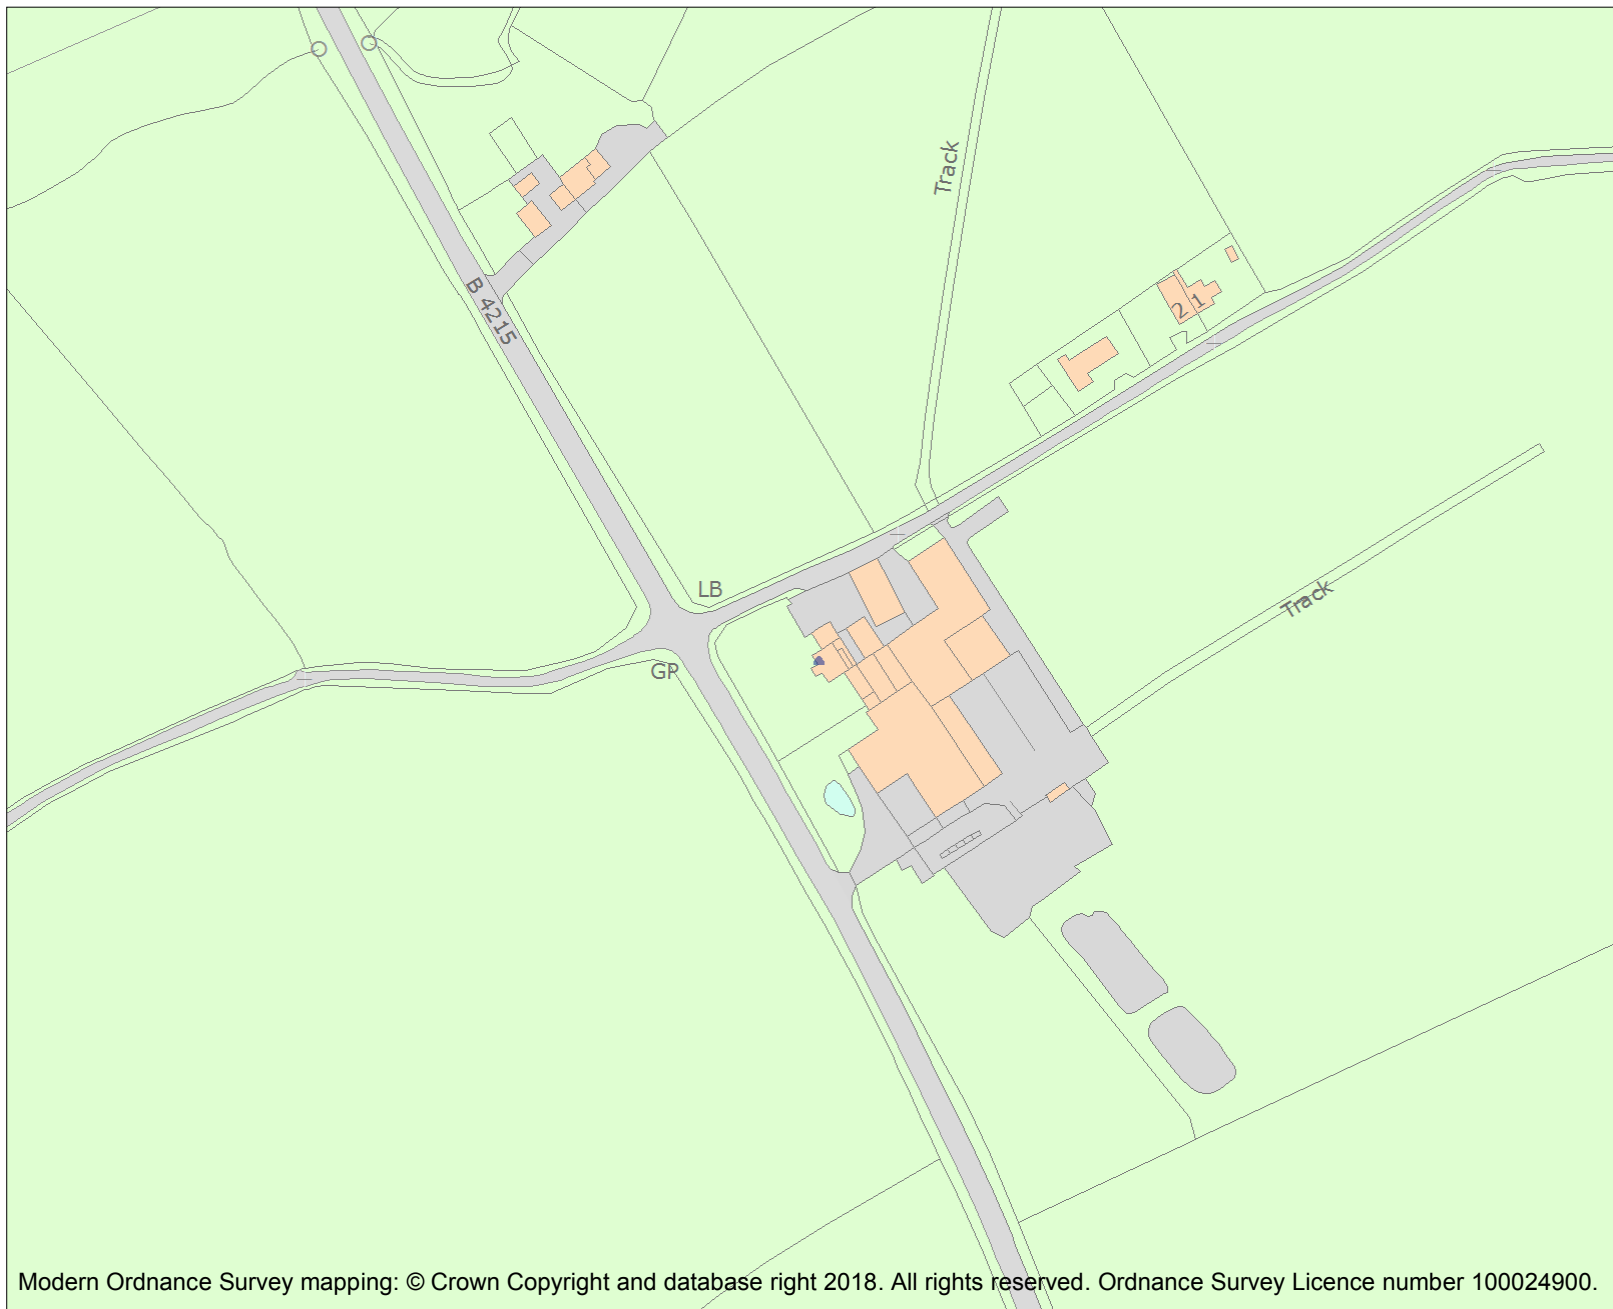 Track
B 4215
2 1
LB
Track
GP
Modern Ordnance Survey mapping: © Crown Copyright and database right 2018. All rights reserved. Ordnance Survey Licence number 100024900.